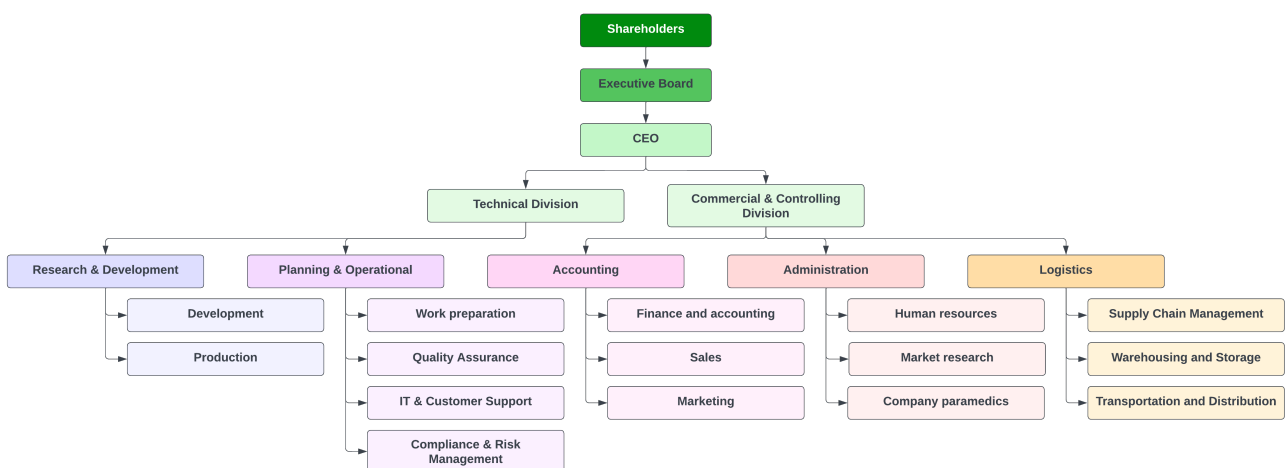 Shareholders
Executive Board
CEO
Technical Division
Commercial & Controlling
Division
Research & Development
Planning & Operational
Accounting
Administration
Logistics
Development
Work preparation
Finance and accounting
Human resources
Supply Chain Management
Production
Quality Assurance
Sales
Market research
Warehousing and Storage
IT & Customer Support
Marketing
Company paramedics
Transportation and Distribution
Compliance & Risk
Management